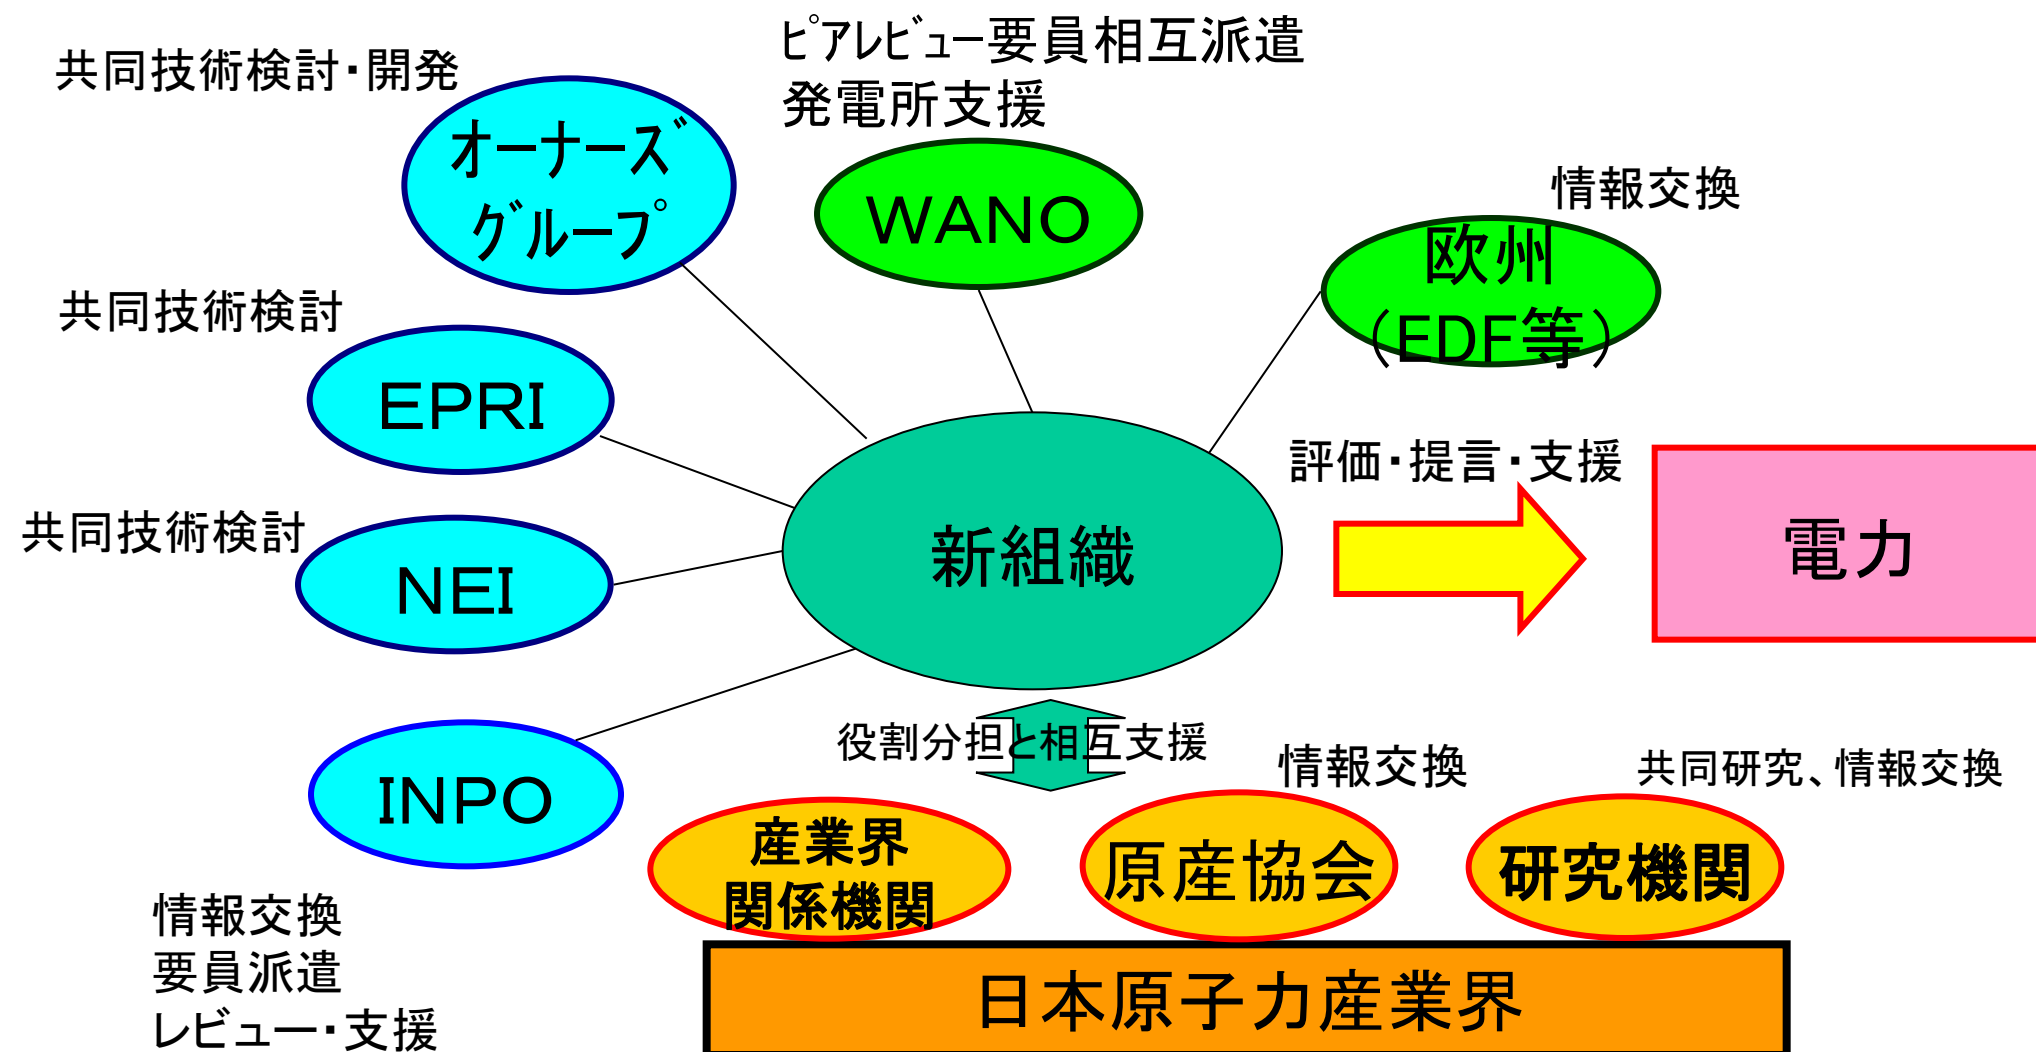 ピアレビュー要員相互派遣
発電所支援
共同技術検討・開発
オーナーズ
グループ
WANO
情報交換
欧州
(EDF等)
共同技術検討
EPRI
評価・提言・支援
新組織
電力
共同技術検討
NEI
INPO
役割分担と相互支援
情報交換
共同研究、情報交換
産業界
関係機関
原産協会
研究機関
情報交換
要員派遣
レビュー・支援
日本原子力産業界